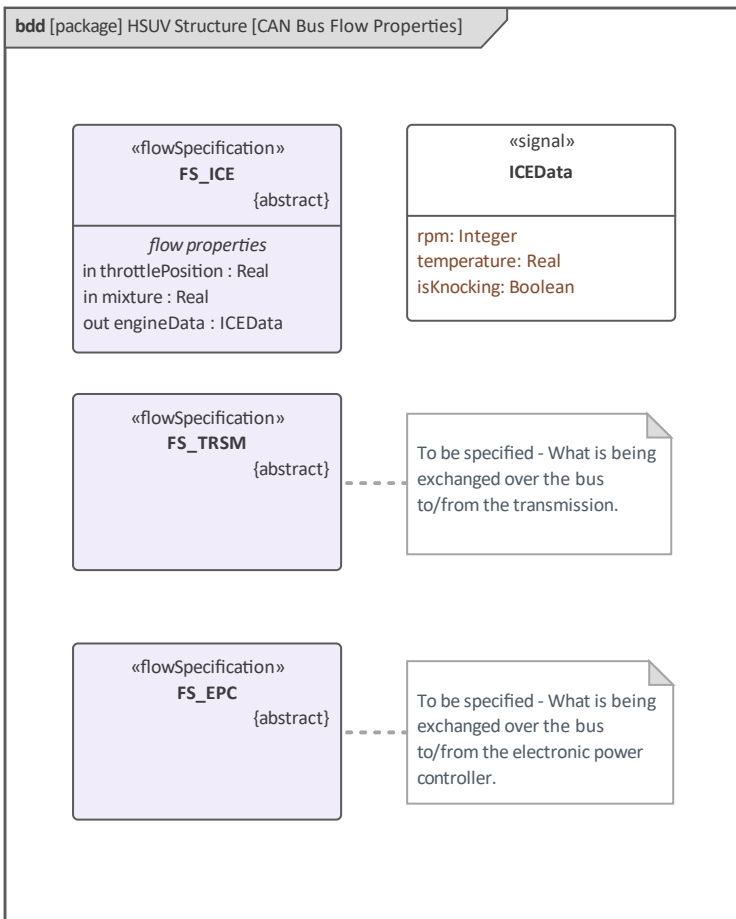 bdd [package] HSUV Structure [CAN Bus Flow Properties]
«flowSpecification»
FS_ICE
{abstract}
flow properties
in throttlePosition : Real
in mixture : Real
out engineData : ICEData
«signal»
ICEData
rpm: Integer
temperature: Real
isKnocking: Boolean
«flowSpecification»
FS_TRSM
{abstract}
To be specified - What is being
exchanged over the bus
to/from the transmission.
«flowSpecification»
FS_EPC
{abstract}
To be specified - What is being
exchanged over the bus
to/from the electronic power
controller.